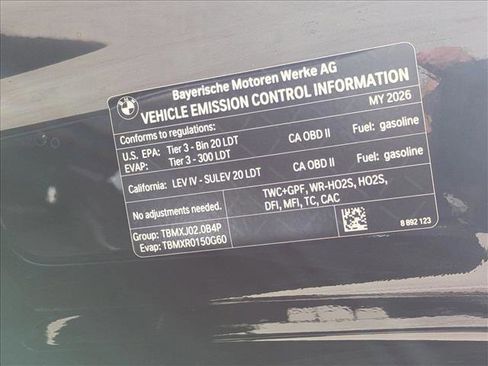 Bayerische Motoren Werke AG
VEHICLE EMISSION CONTROL INFORMATION
Conforms to regulations: MY 2026
U.S. EPA: Tier 3 - Bin 20 LDT CA OBD II Fuel: gasoline
EVAP: Tier 3 - 300 LDT
California: LEV IV - SULEV 20 LDT CA OBD II Fuel: gasoline
No adjustments needed. TWC+GPF, WR-HO2S, HO2S,
DFI, MFI, TC, CAC
Group: TBMXJ02.0B4P
Evap: TBMXR0150G60 8 892 123